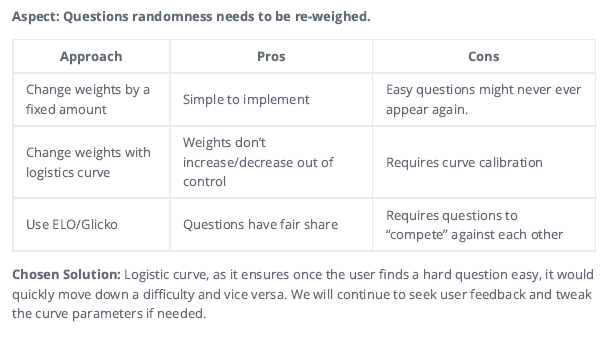 Aspect: Questions randomness needs to be re-weighed.
Approach
Pros
Cons
Change weights by a
fixed amount
Simple to implement
Easy questions might never ever
appear again.
Change weights with
logistics curve
Weights don't
increase/decrease out of
control
Requires curve calibration
Use ELO/Glicko
Questions have fair share
Requires questions to
“compete” against each other
Chosen Solution: Logistic curve, as it ensures once the user finds a hard question easy, it would
quickly move down a difficulty and vice versa. We will continue to seek user feedback and tweak
the curve parameters if needed.